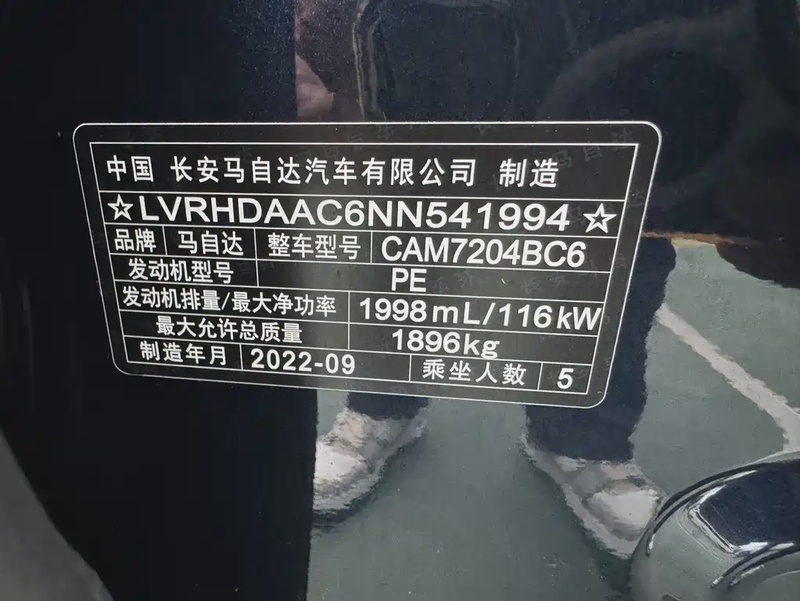 中国 长安马自达汽车有限公司 制造
☆LVRHDAAC6NN541994☆
品牌 马自达 整车型号 CAM7204BC6
发动机型号 PE
发动机排量/最大净功率 1998mL/116kW
最大允许总质量 1896kg
制造年月 2022-09 乘坐人数 5